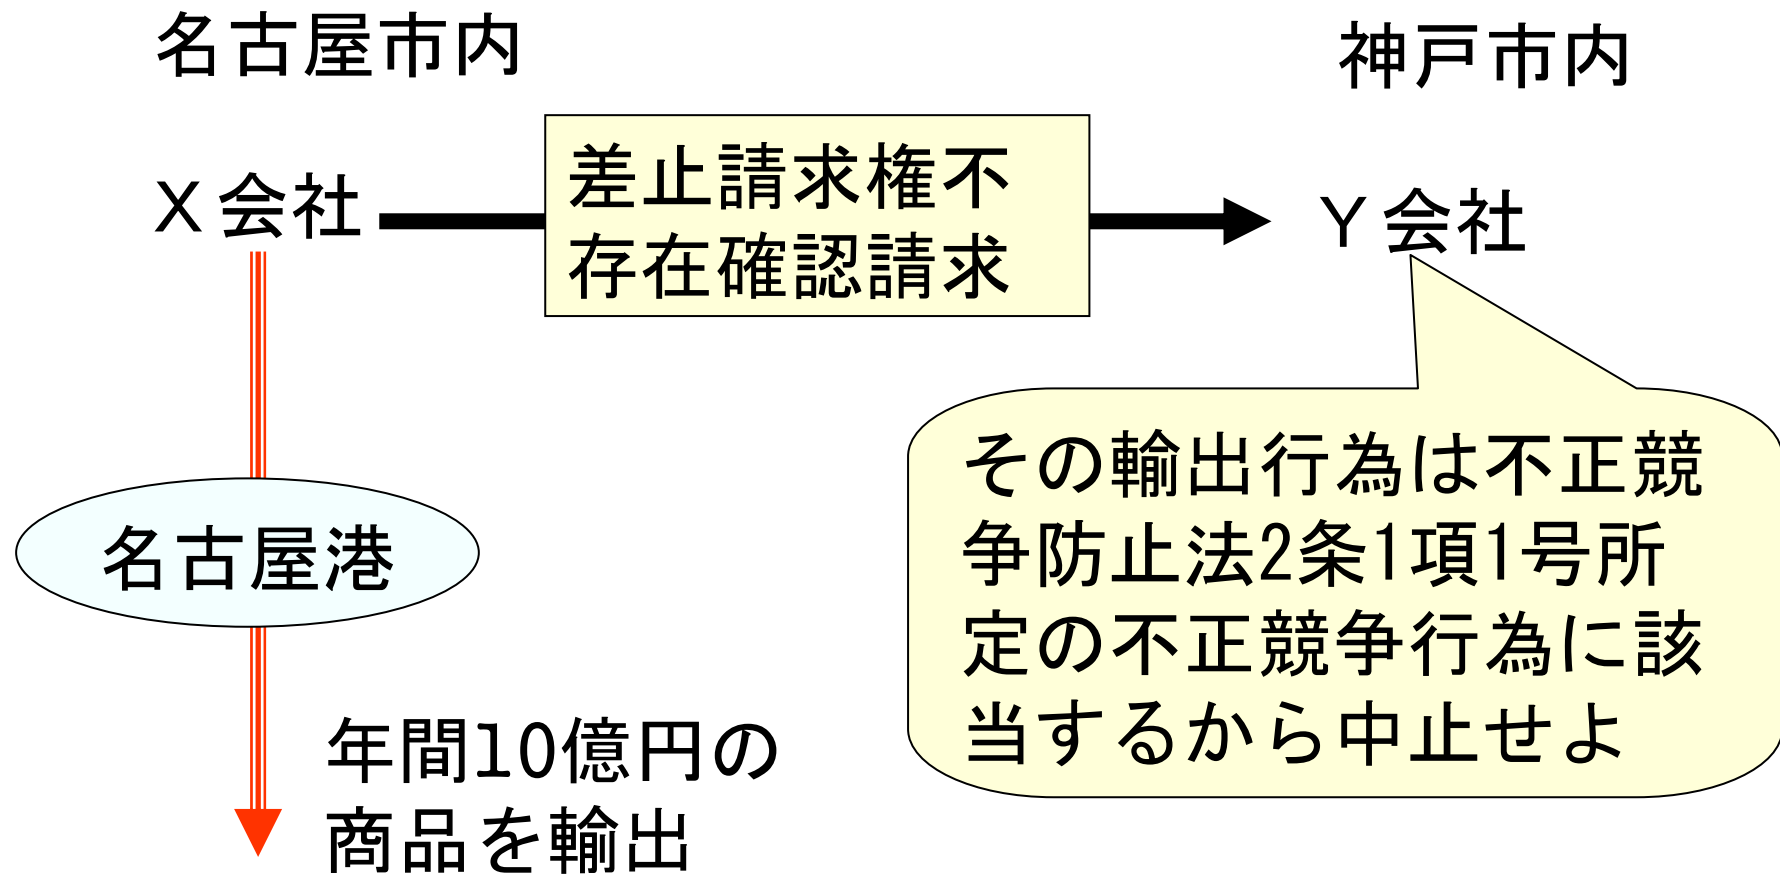 名古屋市内
神戸市内
X会社
差止請求権不
存在確認請求
Y会社
その輸出行為は不正競
争防止法2条1項1号所
定の不正競争行為に該
当するから中止せよ
名古屋港
年間10億円の
商品を輸出